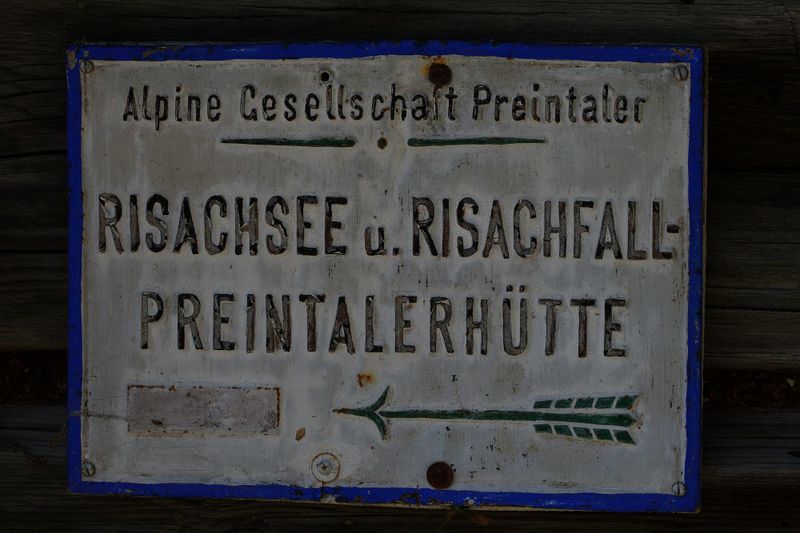 Alpine Gesellschaft Preintaler
RISACHSEE u. RISACHFALL-
PREINTALERHÜTTE